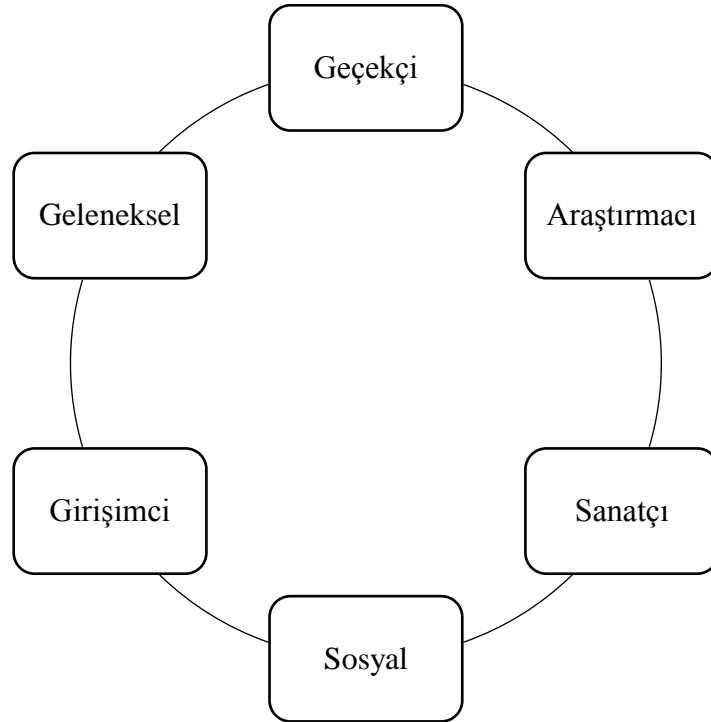 Geçekçi
Araştırmacı
Sanatçı
Sosyal
Girişimci
Geleneksel